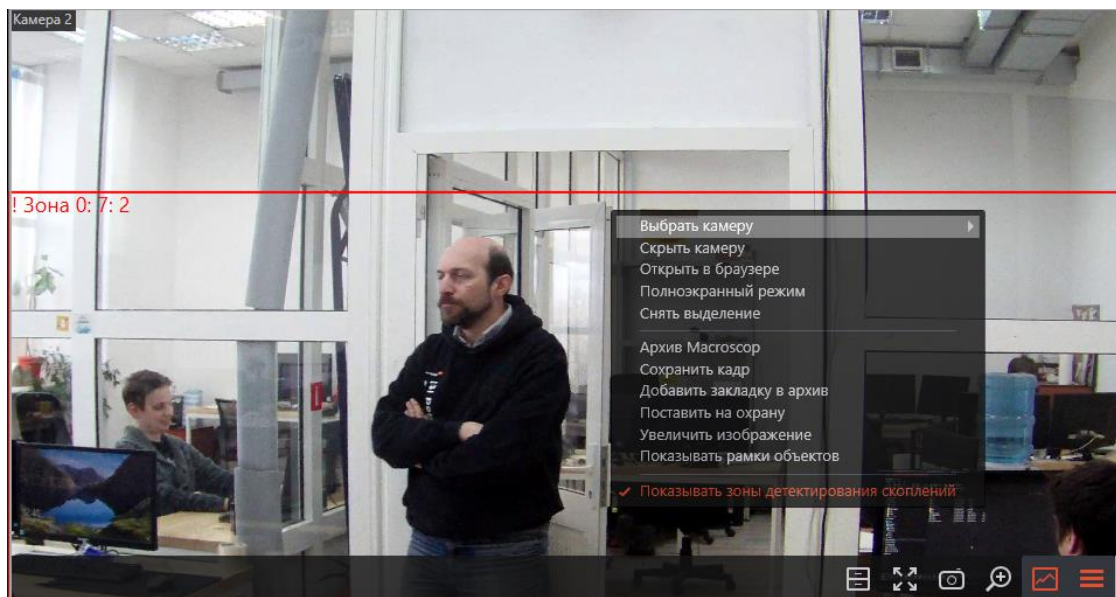 Камера 2
! Зона 0: 7: 2
Выбрать камеру
Скрыть камеру
Открыть в браузере
Полноэкранный режим
Снять выделение
Архив Macroscop
Сохранить кадр
Добавить закладку в архив
Поставить на охрану
Увеличить изображение
Показывать рамки объектов
Показывать зоны детектирования скоплений